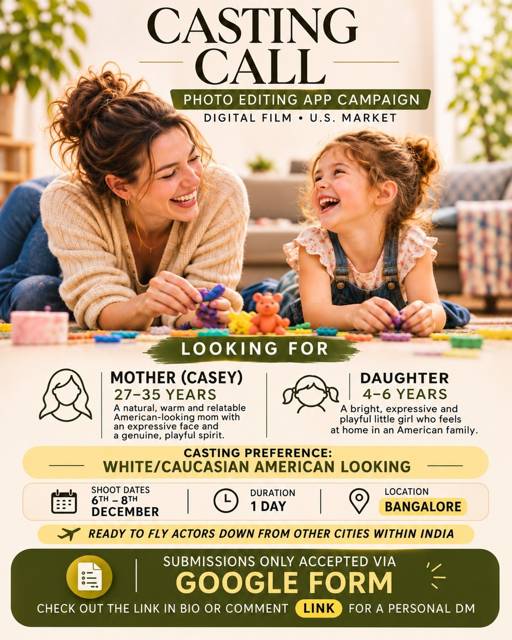 CASTING
CALL
PHOTO EDITING APP CAMPAIGN
DIGITAL FILM • U.S. MARKET
LOOKING FOR
MOTHER (CASEY)
27–35 YEARS
A natural, warm and relatable
American-looking mom with
an expressive face and
a genuine, playful spirit.
DAUGHTER
4–6 YEARS
A bright, expressive and
playful little girl who feels
at home in an American family.
CASTING PREFERENCE:
WHITE/CAUCASIAN AMERICAN LOOKING
SHOOT DATES
6TH – 8TH
DECEMBER
DURATION
1 DAY
LOCATION
BANGALORE
READY TO FLY ACTORS DOWN FROM OTHER CITIES WITHIN INDIA
SUBMISSIONS ONLY ACCEPTED VIA
GOOGLE FORM
CHECK OUT THE LINK IN BIO OR COMMENT LINK FOR A PERSONAL DM